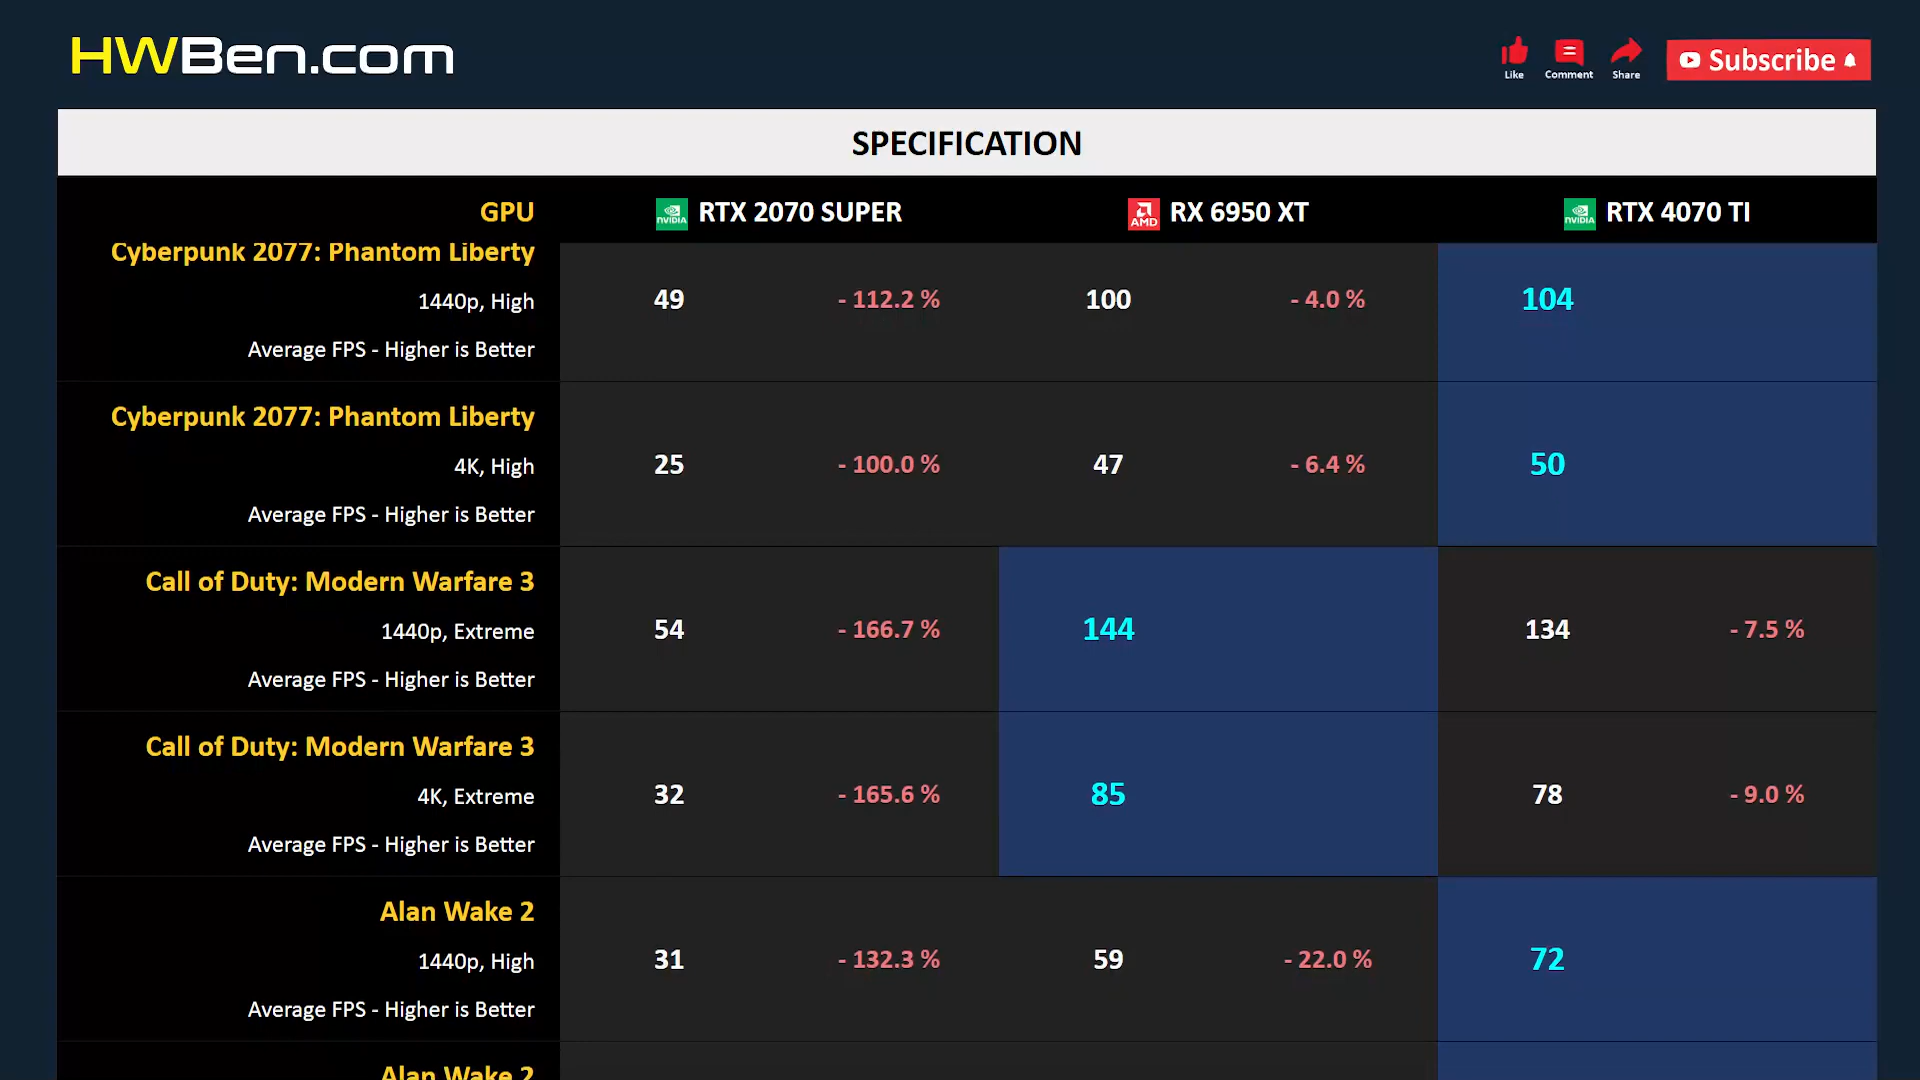 HWBen.com
Like
Comment
Share
Subscribe
SPECIFICATION
GPU
NVIDIA
RTX 2070 SUPER
AMD
RX 6950 XT
NVIDIA
RTX 4070 TI
Cyberpunk 2077: Phantom Liberty
1440p, High
Average FPS - Higher is Better
49 - 112.2 % 100 - 4.0 % 104
Cyberpunk 2077: Phantom Liberty
4K, High
Average FPS - Higher is Better
25 - 100.0 % 47 - 6.4 % 50
Call of Duty: Modern Warfare 3
1440p, Extreme
Average FPS - Higher is Better
54 - 166.7 % 144 134 - 7.5 %
Call of Duty: Modern Warfare 3
4K, Extreme
Average FPS - Higher is Better
32 - 165.6 % 85 78 - 9.0 %
Alan Wake 2
1440p, High
Average FPS - Higher is Better
31 - 132.3 % 59 - 22.0 % 72
Alan Wake 2